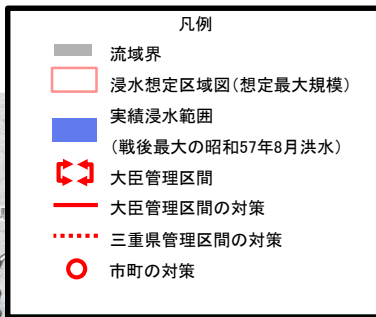 凡例
流域界
浸水想定区域図(想定最大規模)
実績浸水範囲
(戦後最大の昭和57年8月洪水)
大臣管理区間
大臣管理区間の対策
三重県管理区間の対策
市町の対策